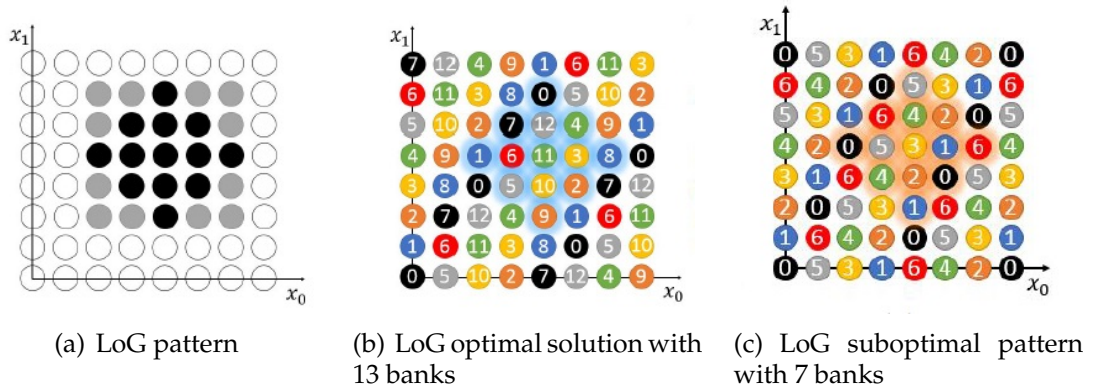 x₁
x₀
(a) LoG pattern
x₁
7 12 4 9 1 6 11 3
6 11 3 8 0 5 10 2
5 10 2 7 12 4 9 1
4 9 1 6 11 3 8 0
3 8 0 5 10 2 7 12
2 7 12 4 9 1 6 11
1 6 11 3 8 0 5 10
0 5 10 2 7 12 4 9
x₀
(b) LoG optimal solution with
13 banks
x₁
0 5 3 1 6 4 2 0
6 4 2 0 5 3 1 6
5 3 1 6 4 2 0 5
4 2 0 5 3 1 6 4
3 1 6 4 2 0 5 3
2 0 5 3 1 6 4 2
1 6 4 2 0 5 3 1
0 5 3 1 6 4 2 0
x₀
(c) LoG suboptimal pattern
with 7 banks